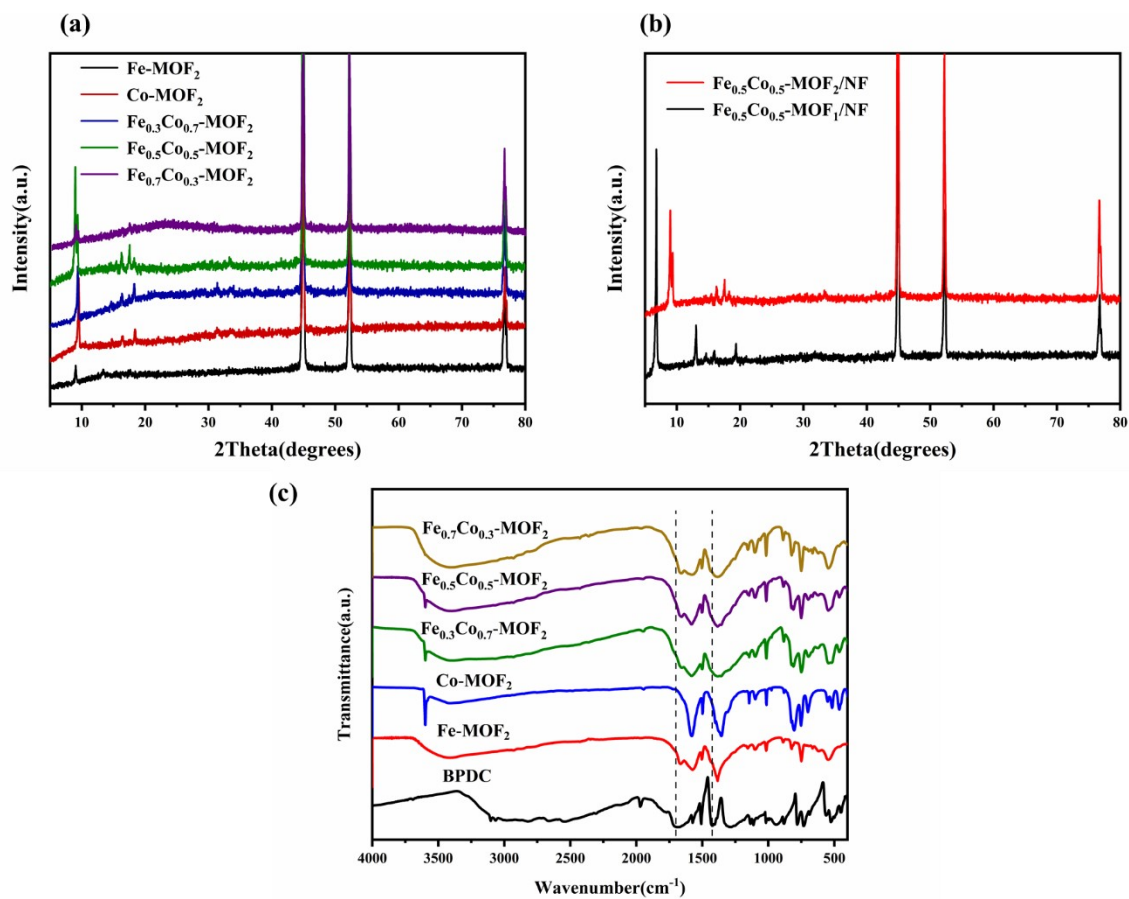 (a)
Fe-MOF₂
Co-MOF₂
Fe₀.₃Co₀.₇-MOF₂
Fe₀.₅Co₀.₅-MOF₂
Fe₀.₇Co₀.₃-MOF₂
Intensity(a.u.)
10 20 30 40 50 60 70 80
2Theta(degrees)
(b)
Fe₀.₅Co₀.₅-MOF₂/NF
Fe₀.₅Co₀.₅-MOF₁/NF
Intensity(a.u.)
10 20 30 40 50 60 70 80
2Theta(degrees)
(c)
Fe₀.₇Co₀.₃-MOF₂
Fe₀.₅Co₀.₅-MOF₂
Fe₀.₃Co₀.₇-MOF₂
Co-MOF₂
Fe-MOF₂
BPDC
Transmittance(a.u.)
4000 3500 3000 2500 2000 1500 1000 500
Wavenumber(cm⁻¹)